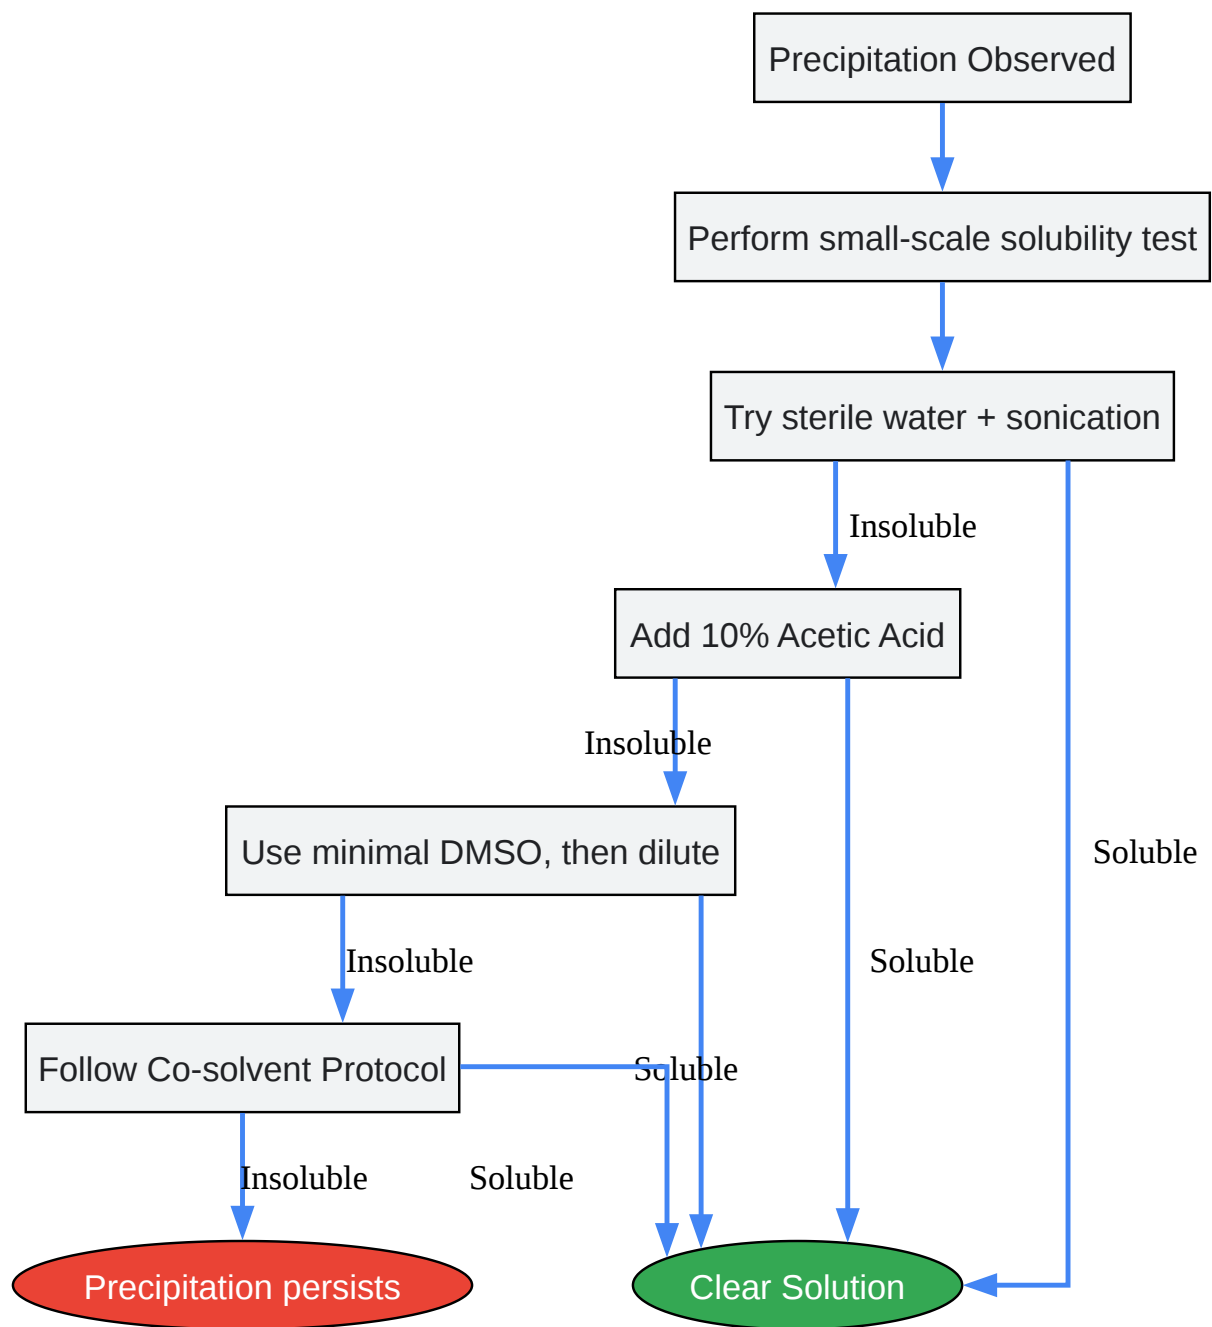 Precipitation Observed
Perform small-scale solubility test
Try sterile water + sonication
Insoluble
Add 10% Acetic Acid
Insoluble
Use minimal DMSO, then dilute
Soluble
Insoluble
Soluble
Follow Co-solvent Protocol
Soluble
Insoluble
Soluble
Precipitation persists
Clear Solution